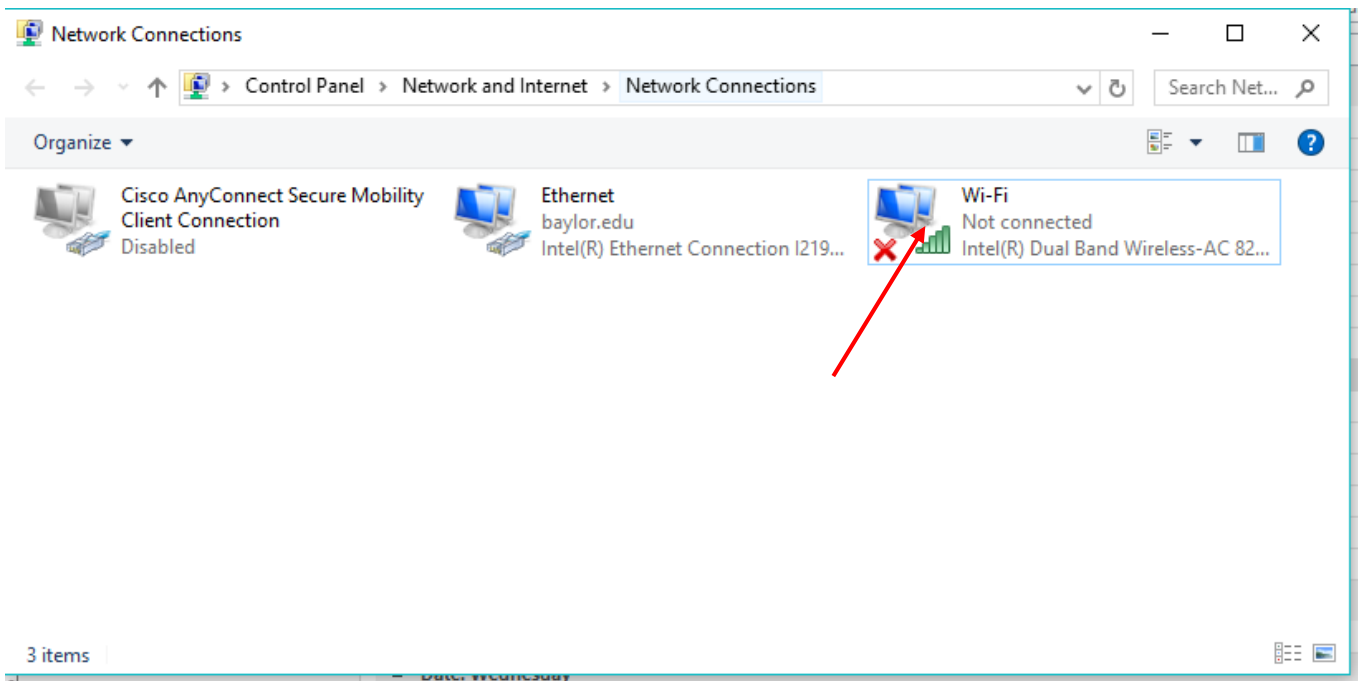 Network Connections
Control Panel > Network and Internet > Network Connections
Search Net...
Organize
Cisco AnyConnect Secure Mobility
Client Connection
Disabled
Ethernet
baylor.edu
Intel(R) Ethernet Connection I219...
Wi-Fi
Not connected
Intel(R) Dual Band Wireless-AC 82...
3 items
Date: Wednesday